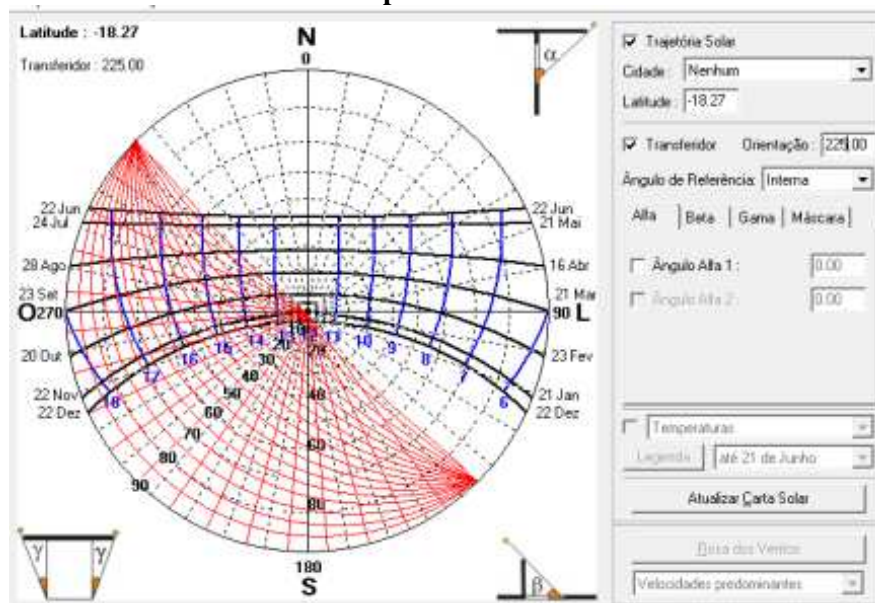 Latitude : -18.27
Transferidor : 225.00
N
0
α
22 Jun
24 Jul
28 Ago
23 Set
O 270
20 Out
22 Nov
22 Dez
22 Jun
21 Mai
16 Abr
21 Mar
90 L
23 Fev
21 Jan
22 Dez
18 17 16 15 14 13 11 10 9 8 7 6
10
20
30
40
50
60
70
80
90
20
40
60
80
180
S
γ γ
β
Trajetória Solar
Cidade : Nenhum
Latitude : -18.27
Transferidor Orientação : 225.00
Ângulo de Referência: Interna
Alfa Beta Gama Máscara
Ângulo Alfa 1 : 0.00
Ângulo Alfa 2 : 0.00
Temperaturas
Legenda até 21 de Junho
Atualizar Carta Solar
Rosa dos Ventos
Velocidades predominantes